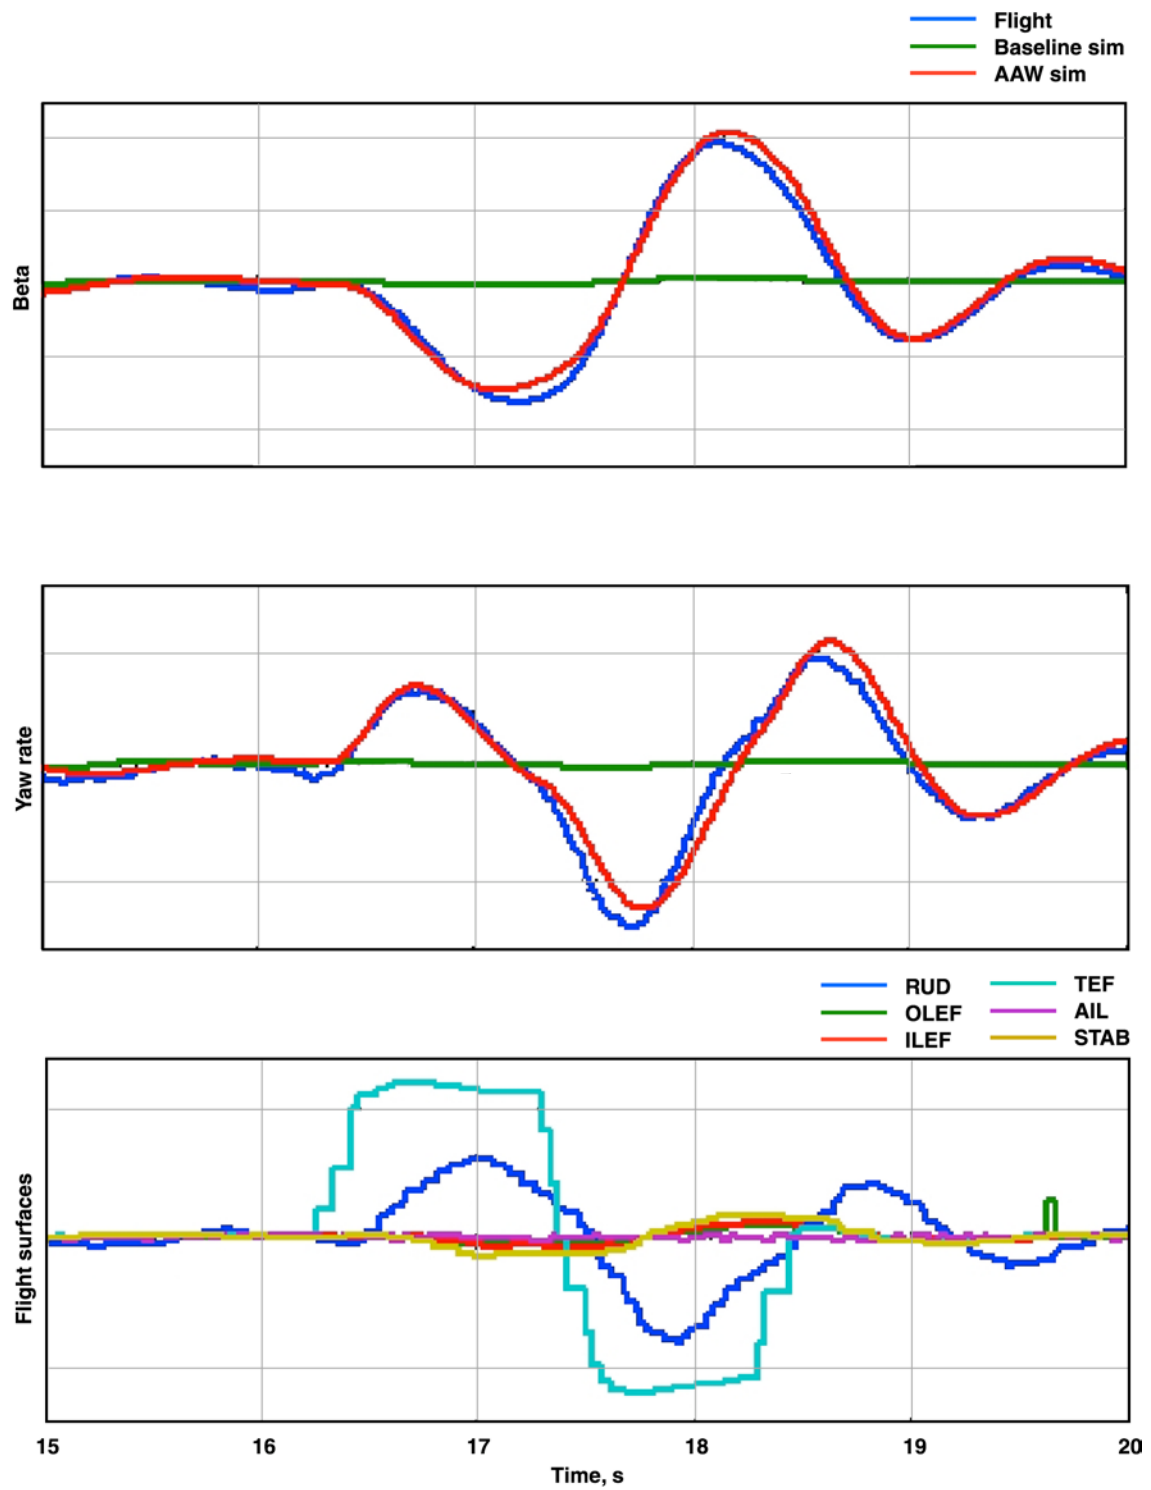 Flight
Baseline sim
AAW sim
Beta
Yaw rate
RUD TEF
OLEF AIL
ILEF STAB
Flight surfaces
15 16 17 18 19 20
Time, s